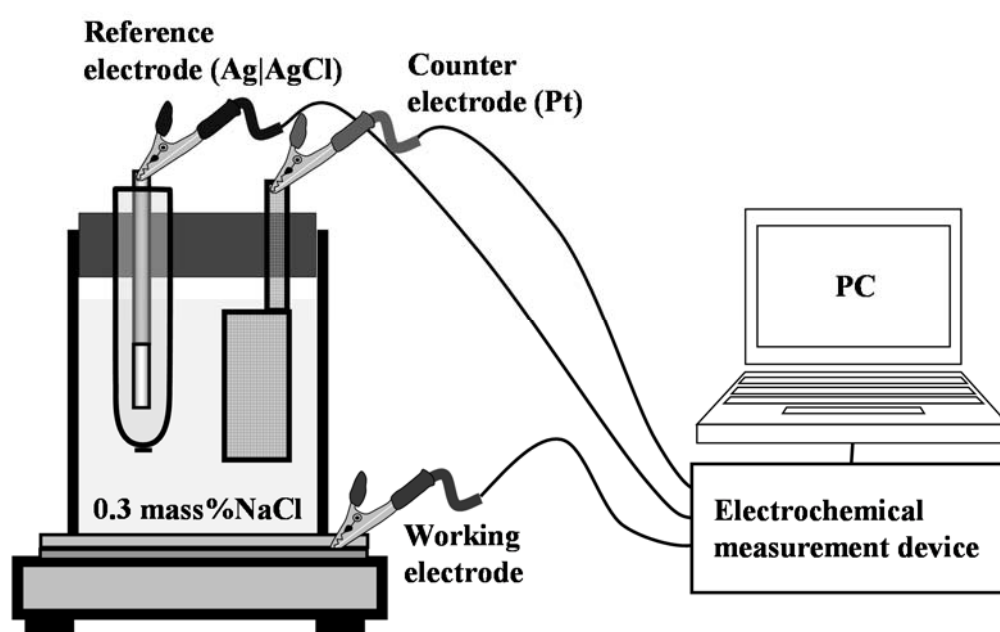 Reference
electrode (Ag|AgCl)
Counter
electrode (Pt)
PC
0.3 mass%NaCl
Working
electrode
Electrochemical
measurement device